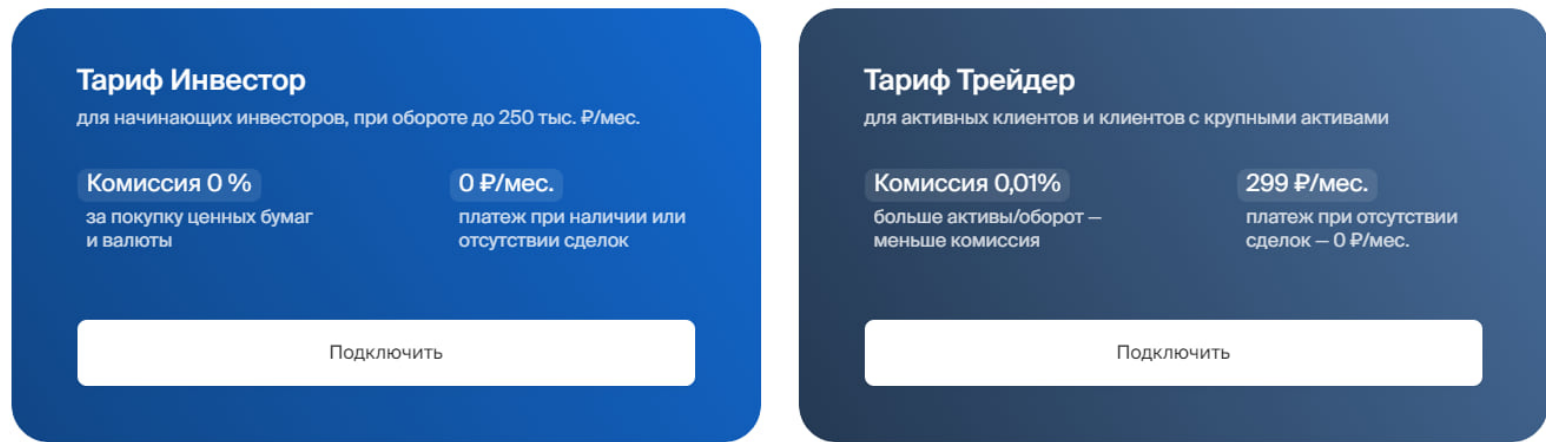 Тариф Инвестор
для начинающих инвесторов, при обороте до 250 тыс. ₽/мес.
Комиссия 0 %
за покупку ценных бумаг
и валюты
0 ₽/мес.
платеж при наличии или
отсутствии сделок
Подключить
Тариф Трейдер
для активных клиентов и клиентов с крупными активами
Комиссия 0,01%
больше активы/оборот —
меньше комиссия
299 ₽/мес.
платеж при отсутствии
сделок — 0 ₽/мес.
Подключить